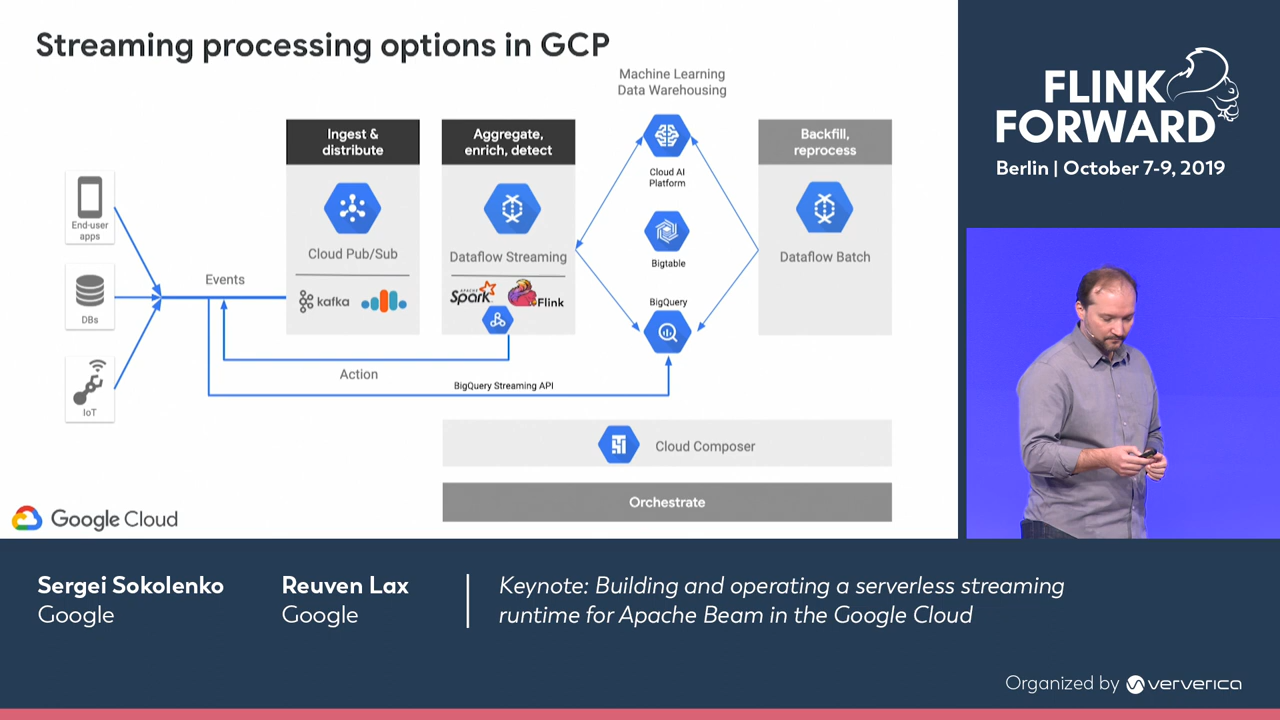 Streaming processing options in GCP
Machine Learning
Data Warehousing
Ingest &
distribute
Aggregate,
enrich, detect
Backfill,
reprocess
End-user
apps
DBs
IoT
Events
Cloud Pub/Sub
kafka
Dataflow Streaming
APACHE
Spark
Flink
Cloud AI
Platform
Bigtable
BigQuery
Dataflow Batch
Action
BigQuery Streaming API
Cloud Composer
Orchestrate
Google Cloud
FLINK
FORWARD
Berlin | October 7-9, 2019
Sergei Sokolenko
Google
Reuven Lax
Google
Keynote: Building and operating a serverless streaming
runtime for Apache Beam in the Google Cloud
Organized by ververica